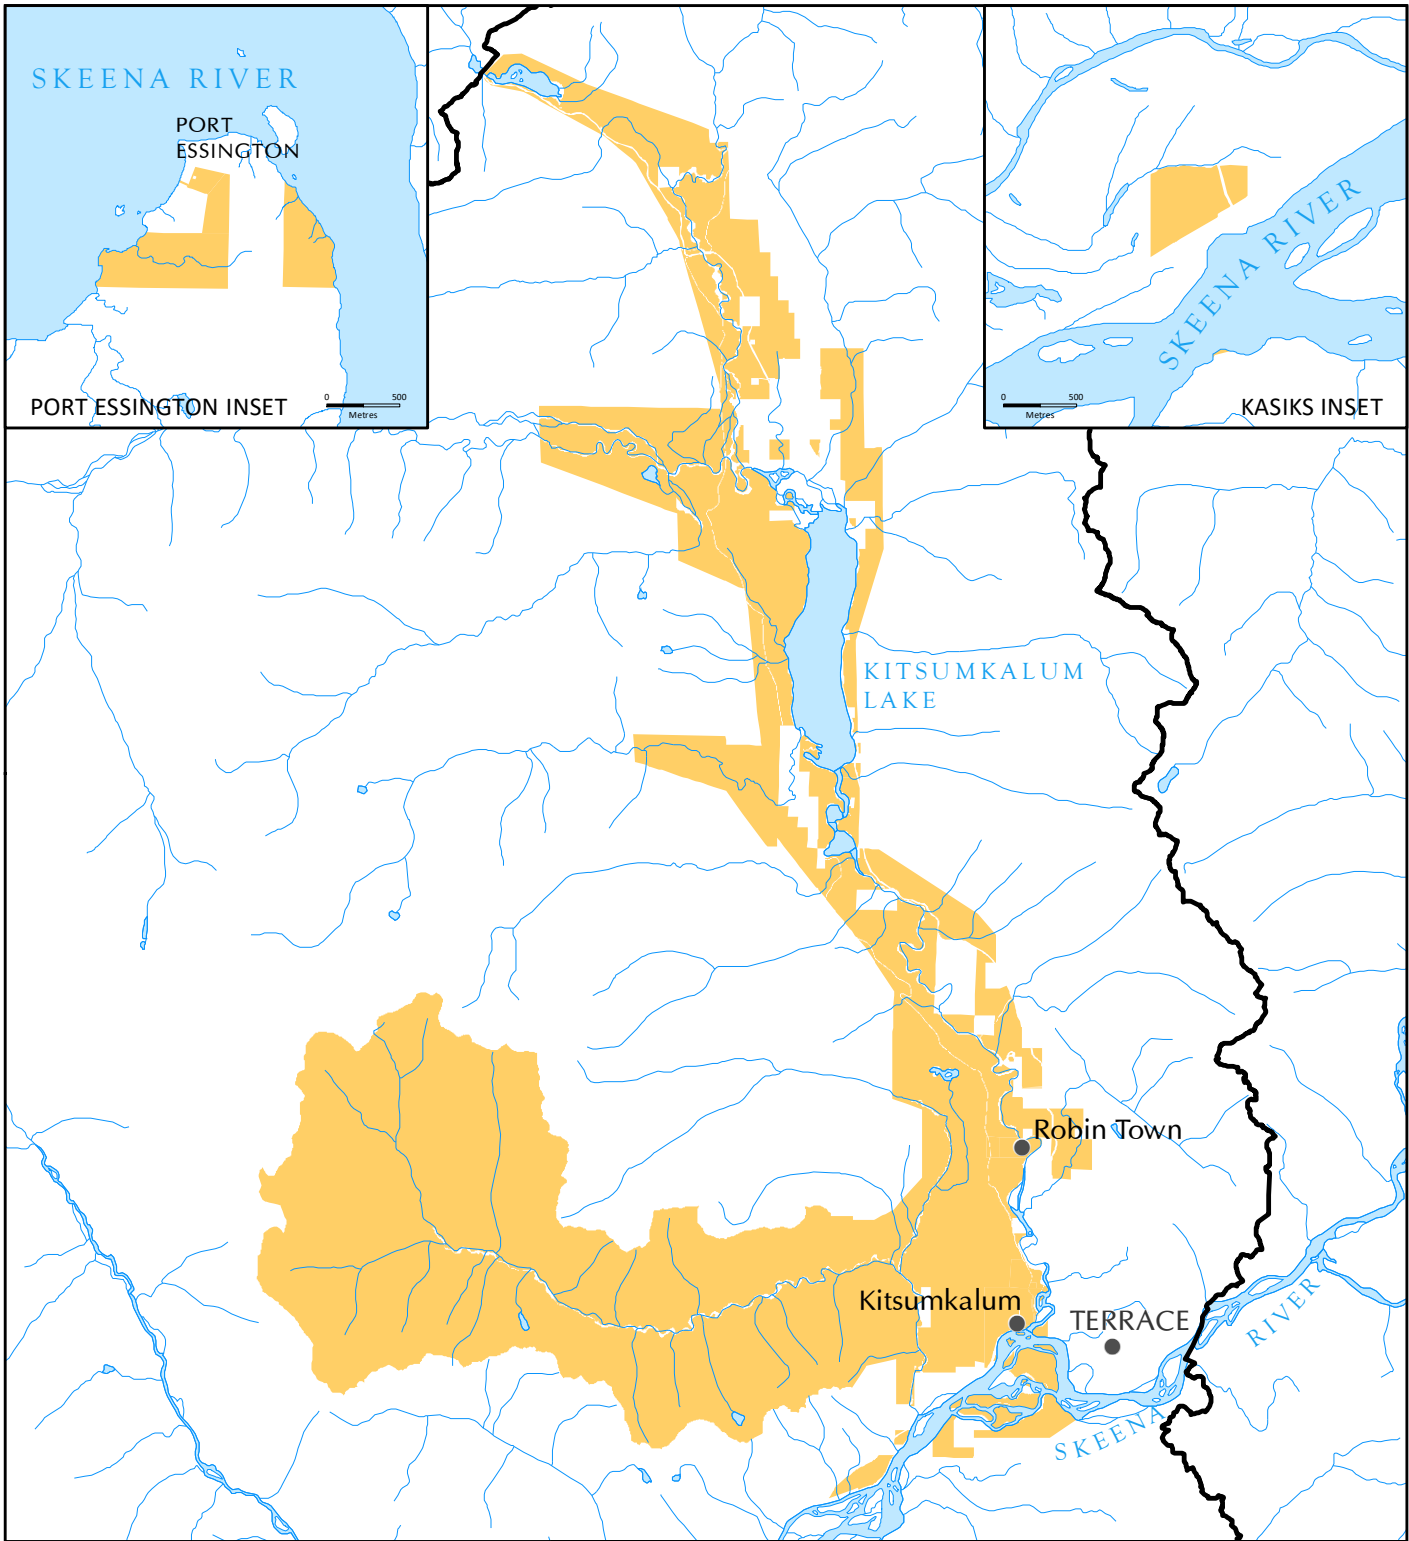 SKEENA RIVER
PORT
ESSINGTON
0 500
Metres
PORT ESSINGTON INSET
SKEENA RIVER
0 500
Metres
KASIKS INSET
KITSUMKALUM
LAKE
Robin Town
Kitsumkalum
TERRACE
SKEENA RIVER